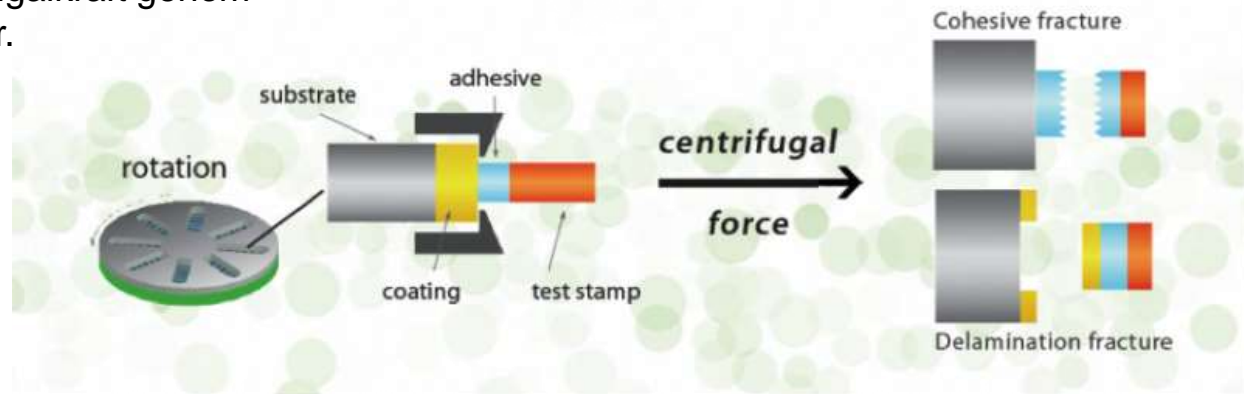 r.
Cohesive fracture
adhesive
substrate
rotation
centrifugal
force
coating
test stamp
Delamination fracture